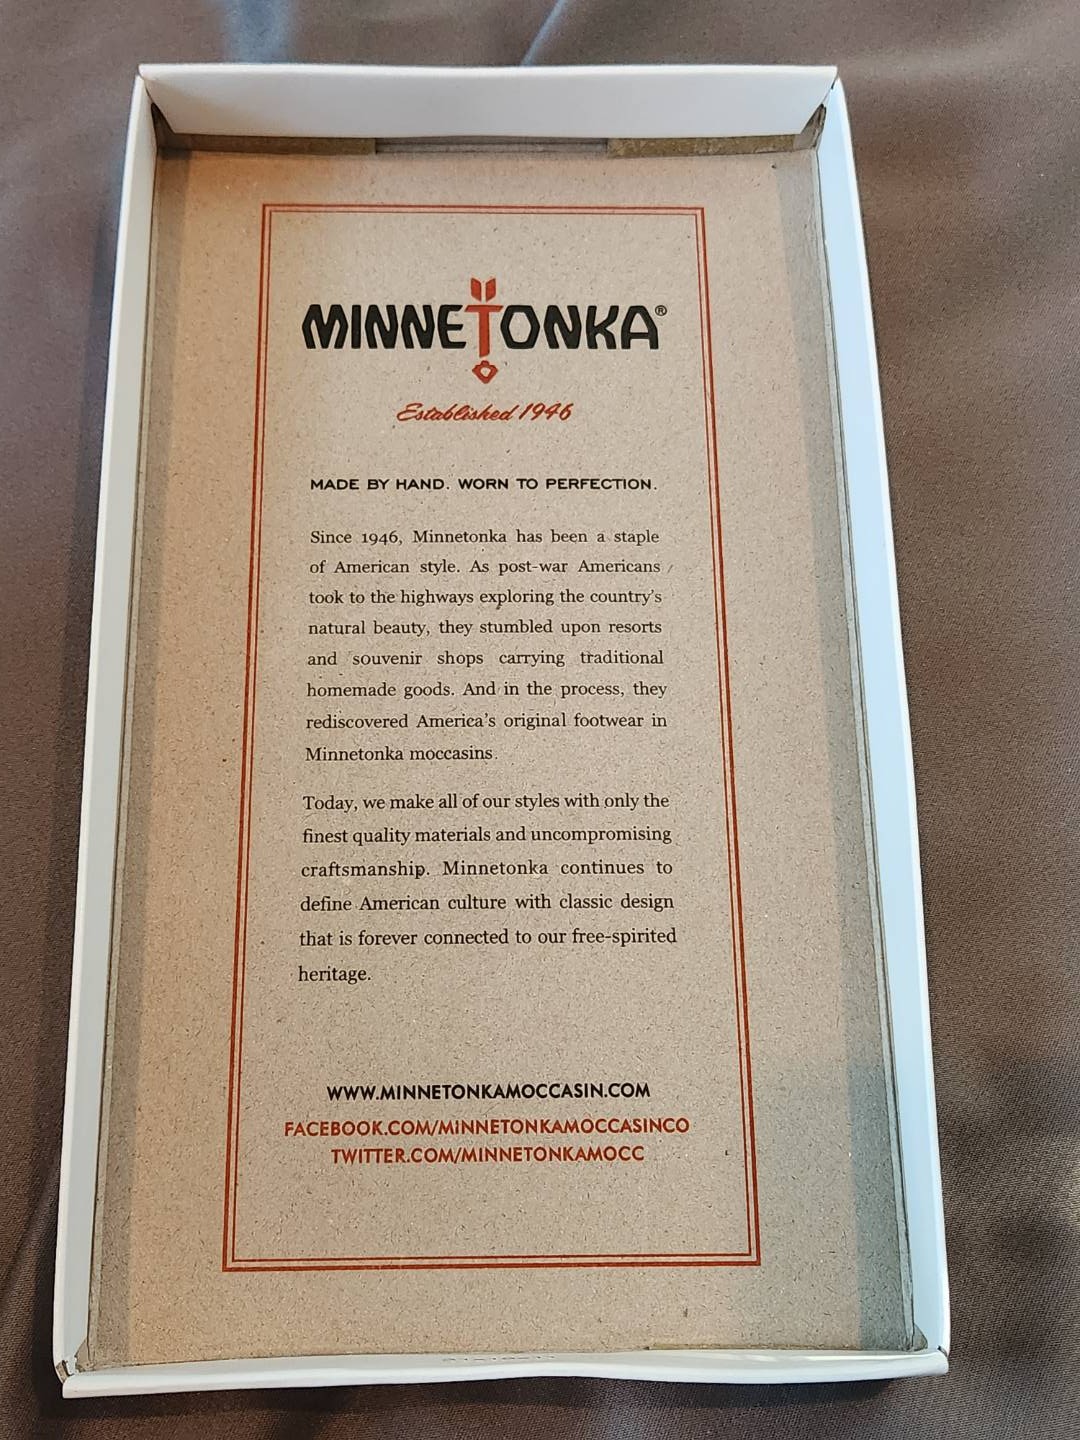 MINNETONKA®
Established 1946
MADE BY HAND. WORN TO PERFECTION.
Since 1946, Minnetonka has been a staple
of American style. As post-war Americans
took to the highways exploring the country's
natural beauty, they stumbled upon resorts
and souvenir shops carrying traditional
homemade goods. And in the process, they
rediscovered America's original footwear in
Minnetonka moccasins.
Today, we make all of our styles with only the
finest quality materials and uncompromising
craftsmanship. Minnetonka continues to
define American culture with classic design
that is forever connected to our free-spirited
heritage.
WWW.MINNETONKAMOCCASIN.COM
FACEBOOK.COM/MINNETONKAMOCCASINCO
TWITTER.COM/MINNETONKAMOCC